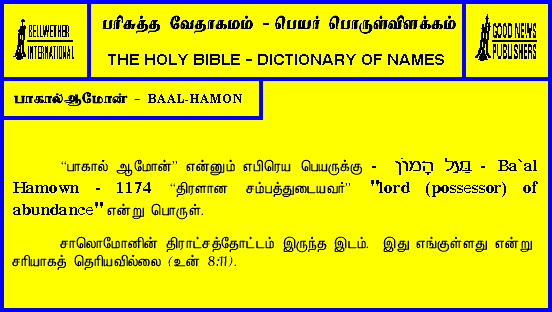 BELLWETHER
INTERNATIONAL
பரிசுத்த வேதாகமம் - பெயர் பொருள்விளக்கம்
THE HOLY BIBLE - DICTIONARY OF NAMES
GOOD NEWS
PUBLISHERS
பாகால்ஆமோன் - BAAL-HAMON
“பாகால் ஆமோன்” என்னும் எபிரெய பெயருக்கு - בַּעַל הָמוֹן - Ba`al
Hamown - 1174 “திரளான சம்பத்துடையவர்” "lord (possessor) of
abundance" என்று பொருள்.
சாலொமோனின் திராட்சத்தோட்டம் இருந்த இடம். இது எங்குள்ளது என்று
சரியாகத் தெரியவில்லை (உன் 8:11).